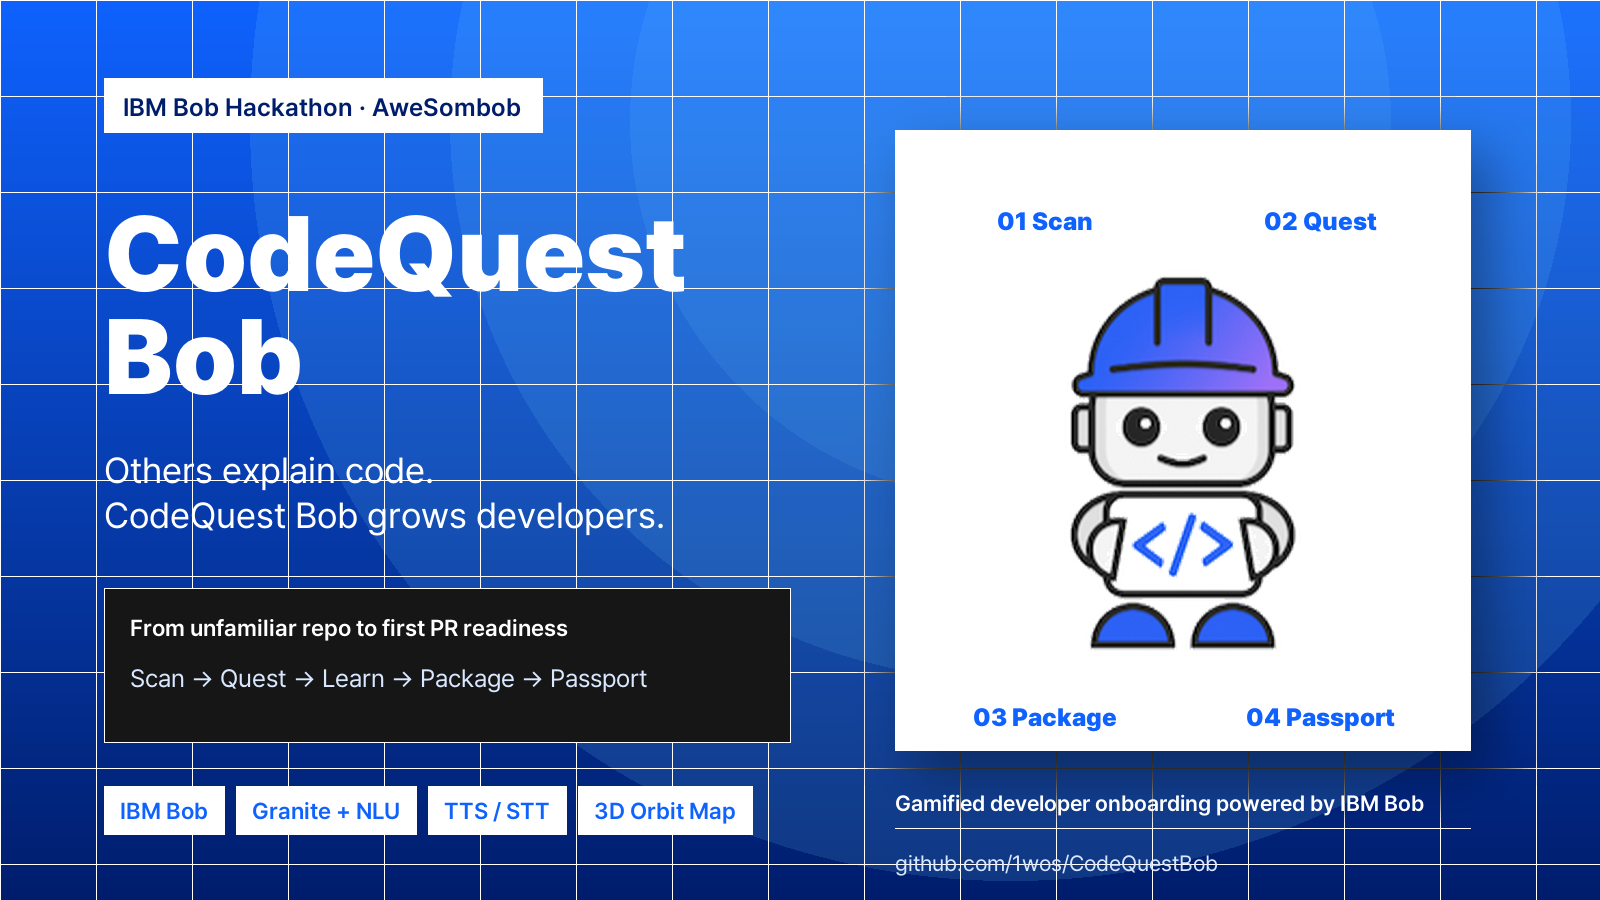 IBM Bob Hackathon · AweSombob
CodeQuest
Bob
Others explain code.
CodeQuest Bob grows developers.
From unfamiliar repo to first PR readiness
Scan → Quest → Learn → Package → Passport
IBM Bob
Granite + NLU
TTS / STT
3D Orbit Map
01 Scan
02 Quest
</>
03 Package
04 Passport
Gamified developer onboarding powered by IBM Bob
github.com/1wos/CodeQuestBob